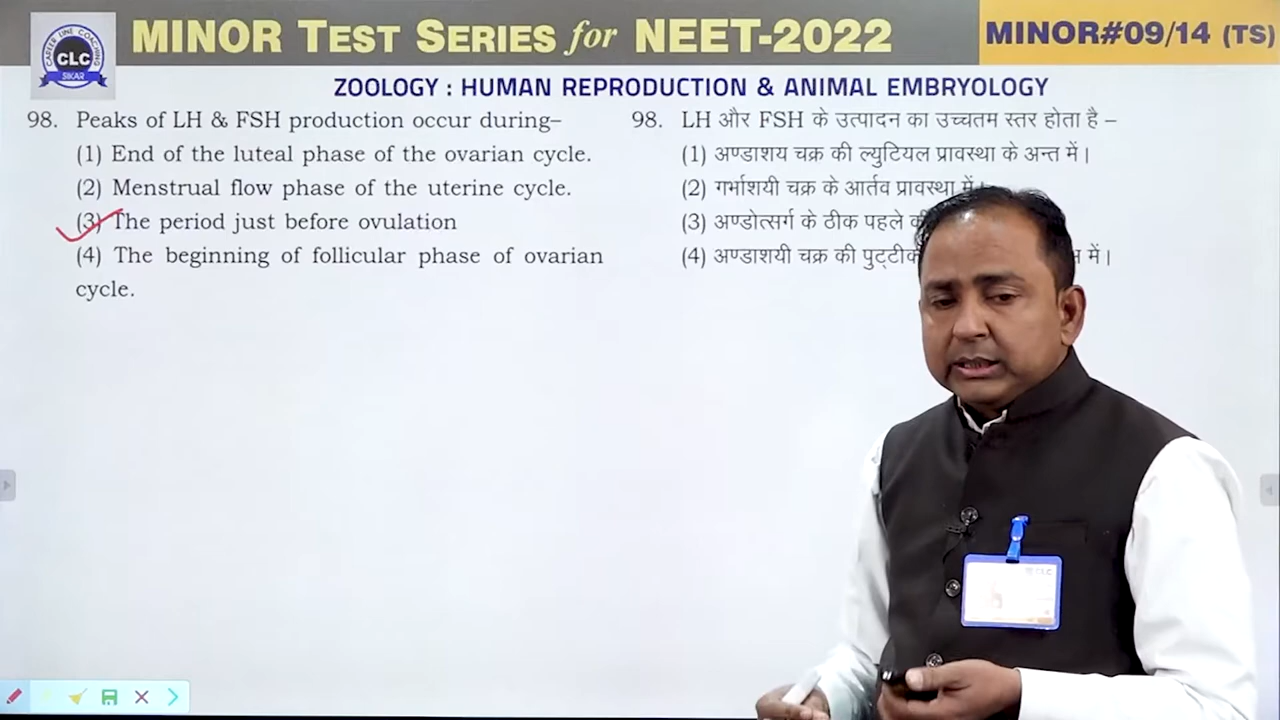 CAREER LINE COACHING
CLC
SIKAR
MINOR TEST SERIES for NEET-2022
MINOR#09/14 (TS)
ZOOLOGY : HUMAN REPRODUCTION & ANIMAL EMBRYOLOGY
98. Peaks of LH & FSH production occur during–
(1) End of the luteal phase of the ovarian cycle.
(2) Menstrual flow phase of the uterine cycle.
(3) The period just before ovulation
(4) The beginning of follicular phase of ovarian
cycle.
98. LH और FSH के उत्पादन का उच्चतम स्तर होता है –
(1) अण्डाशय चक्र की ल्युटियल प्रावस्था के अन्त में।
(2) गर्भाशयी चक्र के आर्तव प्रावस्था में।
(3) अण्डोत्सर्ग के ठीक पहले
(4) अण्डाशयी चक्र की में।
CLC